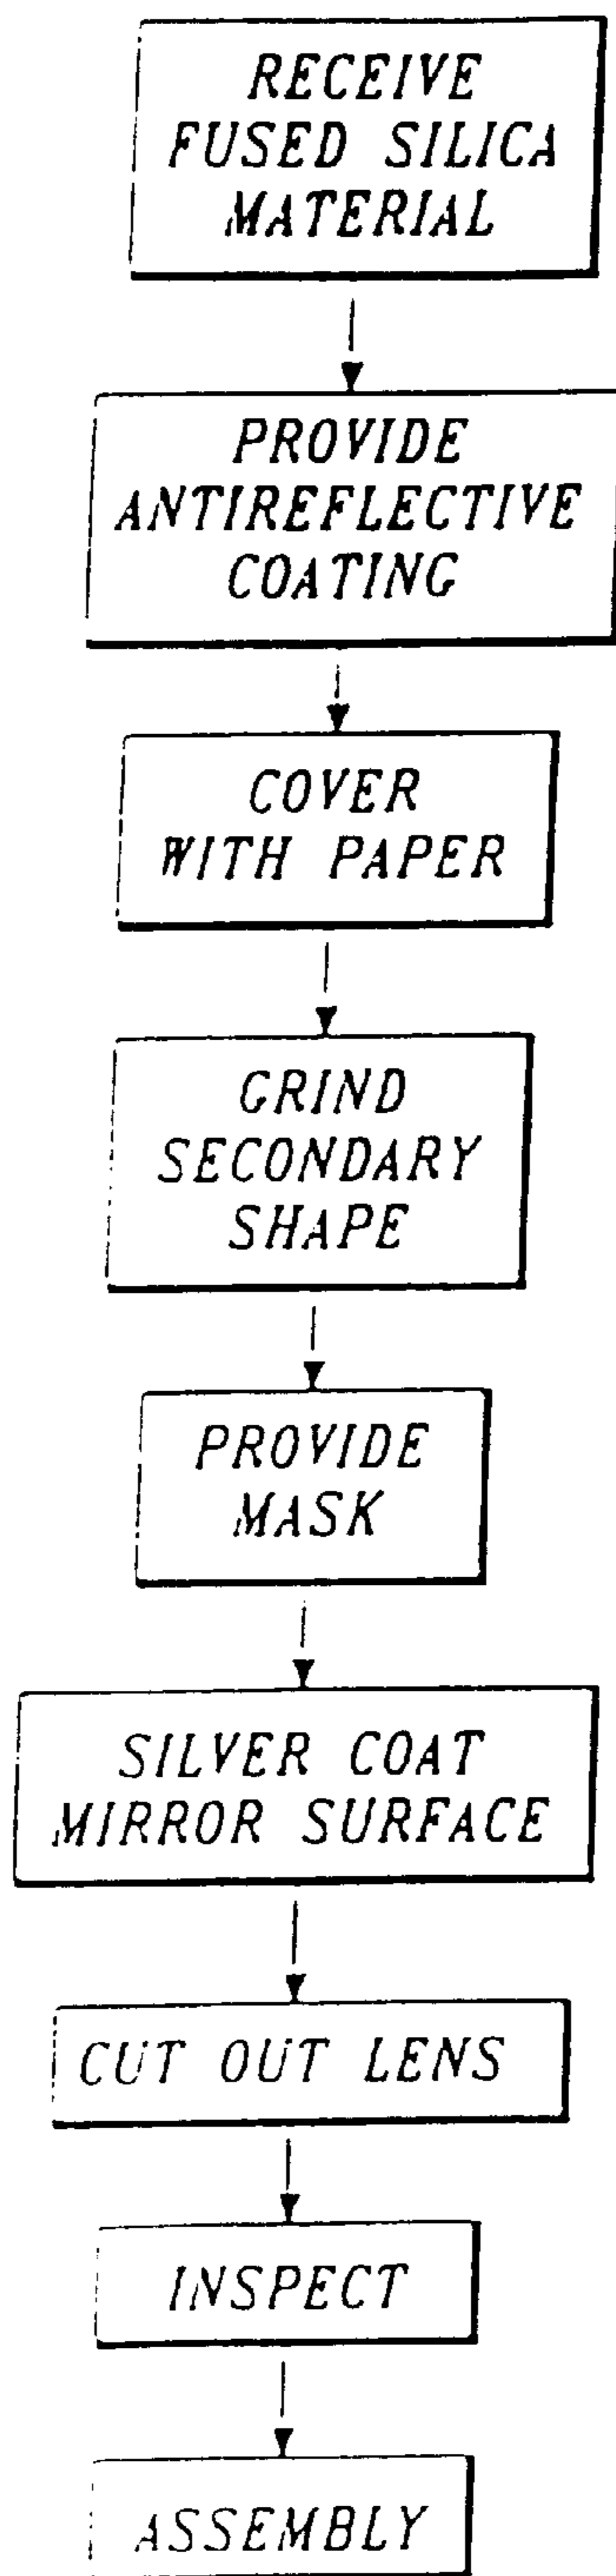 RECEIVE
FUSED SILICA
MATERIAL
PROVIDE
ANTIREFLECTIVE
COATING
COVER
WITH PAPER
GRIND
SECONDARY
SHAPE
PROVIDE
MASK
SILVER COAT
MIRROR SURFACE
CUT OUT LENS
INSPECT
ASSEMBLY